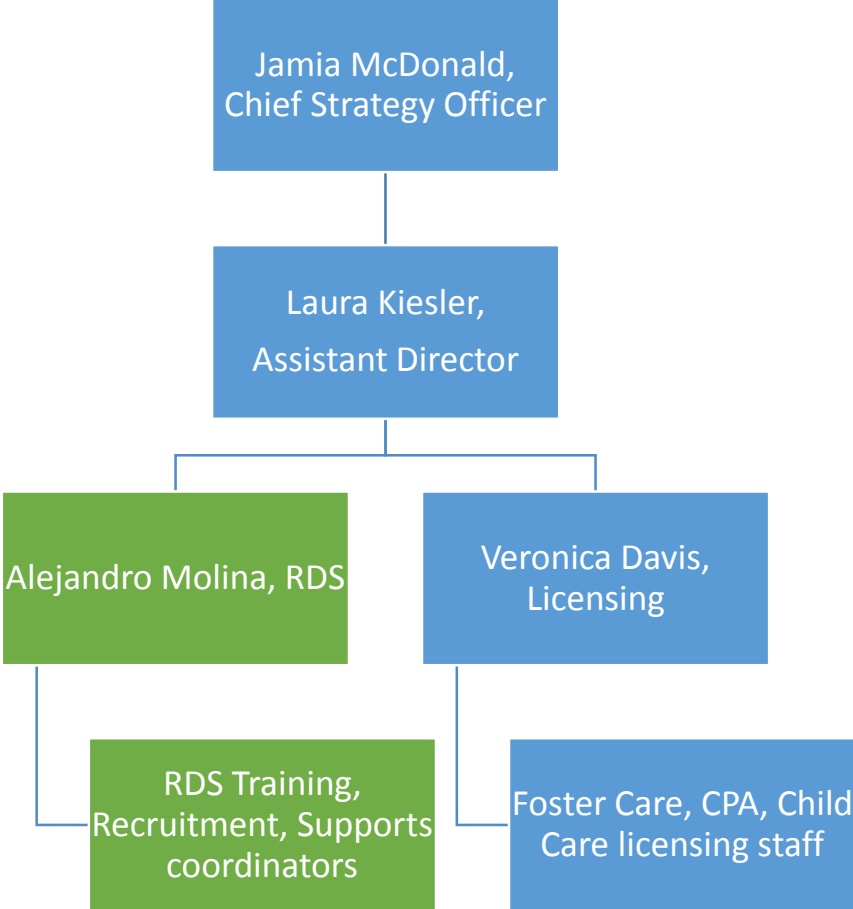 Jamia McDonald,
Chief Strategy Officer
Laura Kiesler,
Assistant Director
Alejandro Molina, RDS
Veronica Davis,
Licensing
RDS Training,
Recruitment, Supports
coordinators
Foster Care, CPA, Child
Care licensing staff